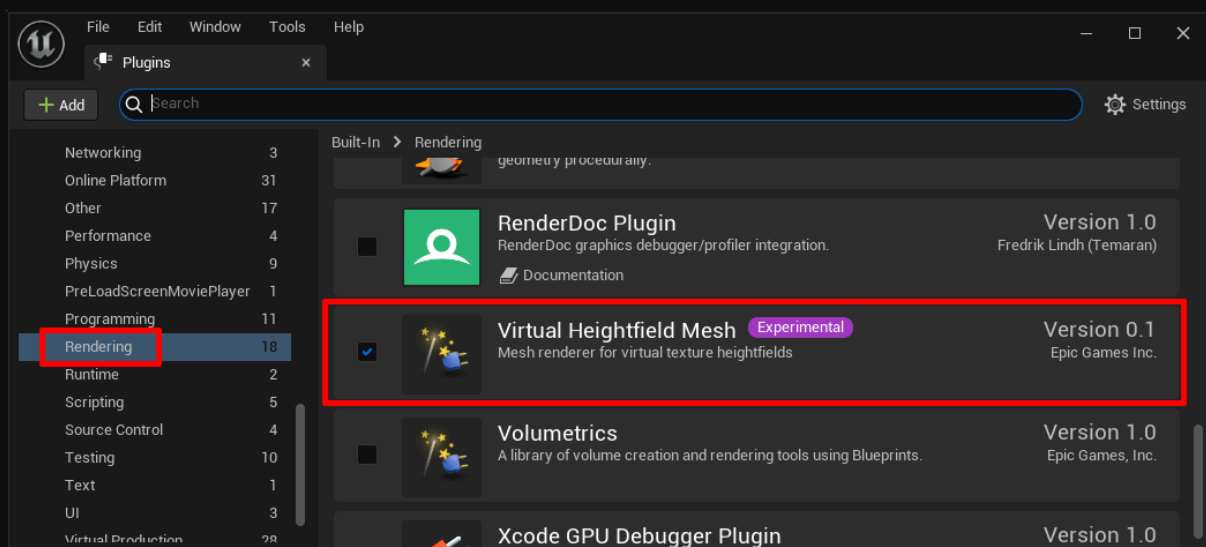 File Edit Window Tools Help
Plugins
Add
Search
Settings
Networking 3
Online Platform 31
Other 17
Performance 4
Physics 9
PreLoadScreenMoviePlayer 1
Programming 11
Rendering 18
Runtime 2
Scripting 5
Source Control 4
Testing 10
Text 1
UI 3
Virtual Production 28
Built-In > Rendering
geometry procedurally.
RenderDoc Plugin
Version 1.0
RenderDoc graphics debugger/profiler integration.
Fredrik Lindh (Temaran)
Documentation
Virtual Heightfield Mesh Experimental
Version 0.1
Mesh renderer for virtual texture heightfields
Epic Games Inc.
Volumetrics
Version 1.0
A library of volume creation and rendering tools using Blueprints.
Epic Games, Inc.
Xcode GPU Debugger Plugin
Version 1.0